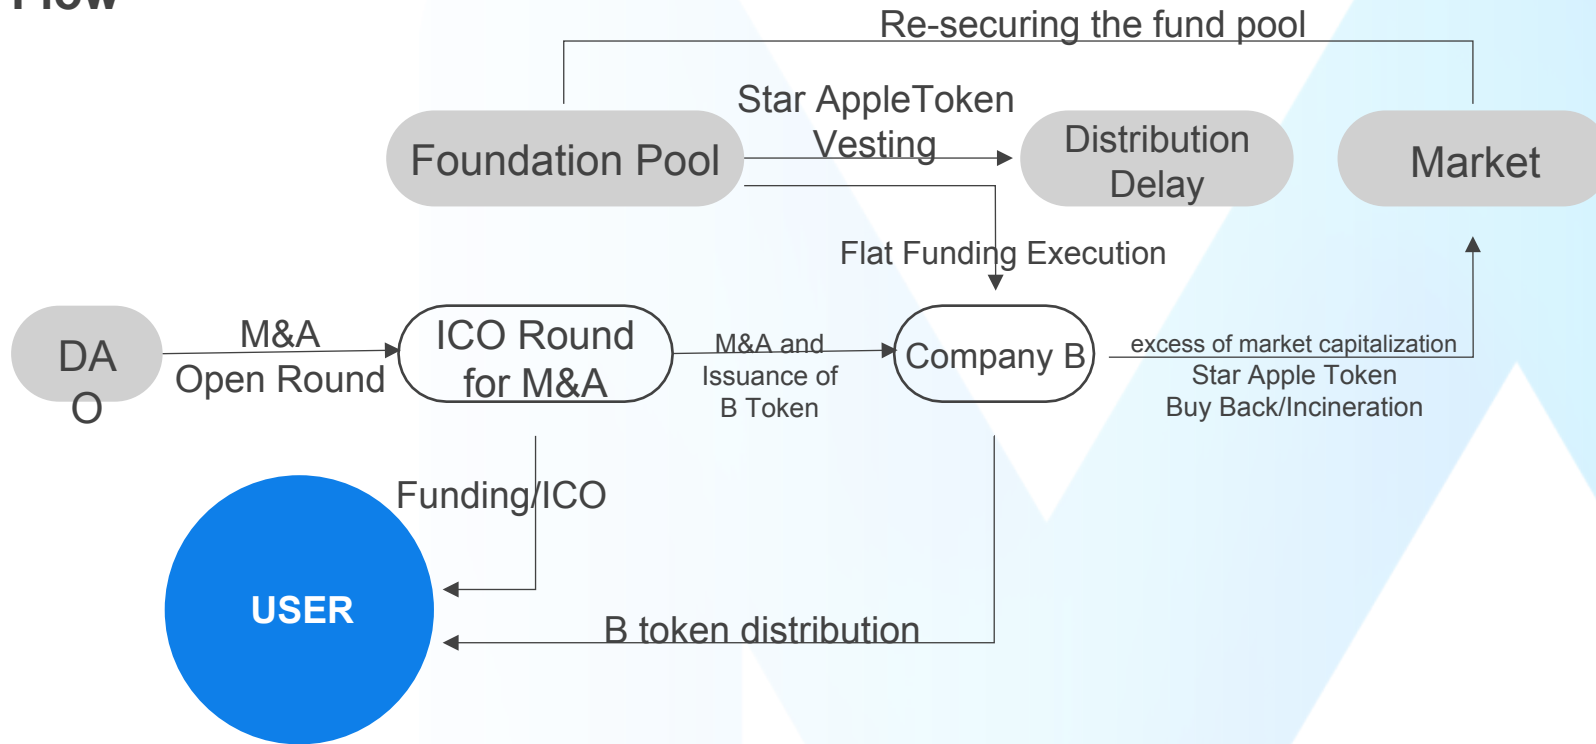 Flow
Re-securing the fund pool
Star AppleToken
Vesting
Foundation Pool
Distribution
Delay
Market
Flat Funding Execution
DA
O
M&A
Open Round
ICO Round
for M&A
M&A and
Issuance of
B Token
Company B
excess of market capitalization
Star Apple Token
Buy Back/Incineration
Funding/ICO
USER
B token distribution